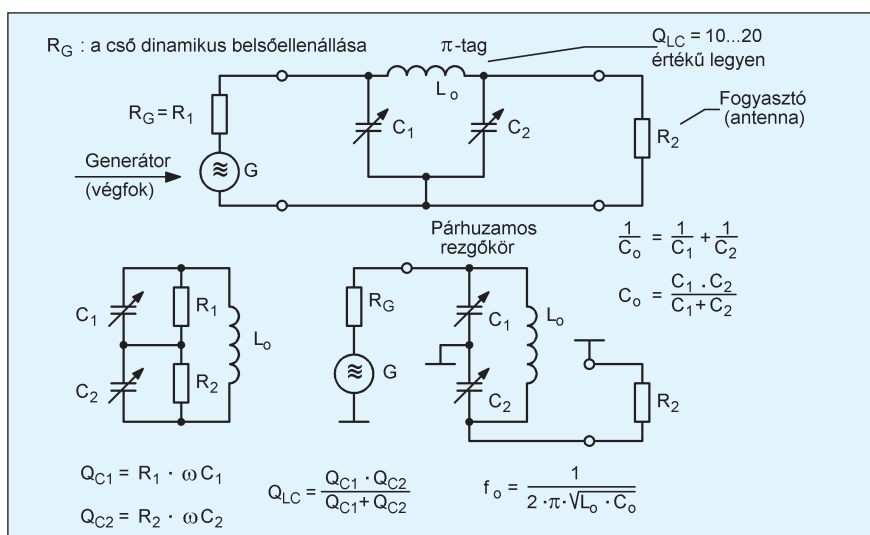 R_G : a cső dinamikus belsőellenállása
π-tag
Q_LC = 10...20
értékű legyen
L_o
R_G = R_1
C_1
C_2
Fogyasztó
(antenna)
R_2
Generátor
(végfok)
G
Párhuzamos
rezgőkör
1/C_o = 1/C_1 + 1/C_2
C_o = C_1 . C_2 / C_1 + C_2
C_1
R_1
L_o
C_2
R_2
R_G
C_1
L_o
G
C_2
R_2
Q_C1 = R_1 · ω C_1
Q_C2 = R_2 · ω C_2
Q_LC = Q_C1 · Q_C2 / Q_C1 + Q_C2
f_o = 1 / 2 · π · √L_o · C_o